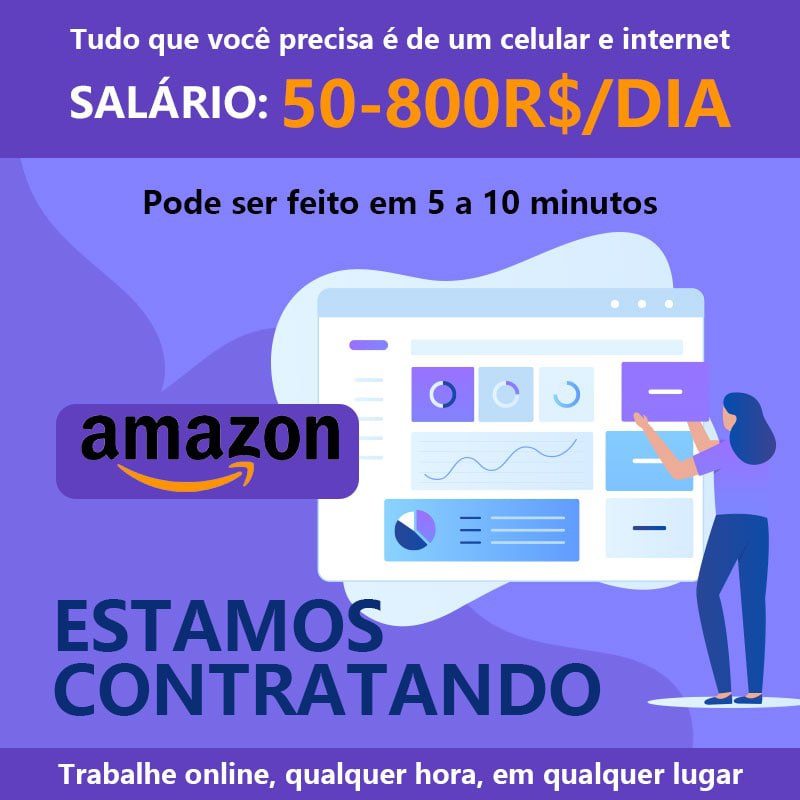 Tudo que você precisa é de um celular e internet
SALÁRIO: 50-800R$/DIA
Pode ser feito em 5 a 10 minutos
amazon
ESTAMOS
CONTRATANDO
Trabalhe online, qualquer hora, em qualquer lugar